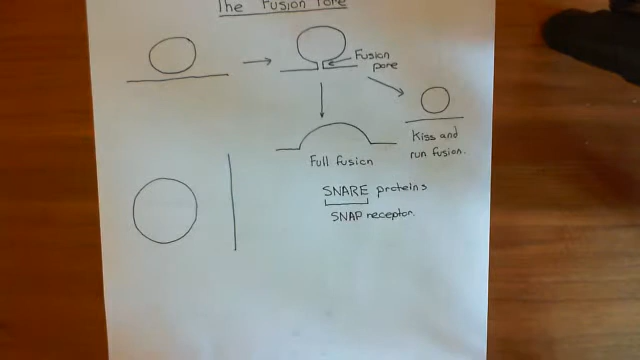 The Fusion Pore
Fusion
pore
Kiss and
run fusion.
Full fusion
SNARE proteins
SNAP receptor.